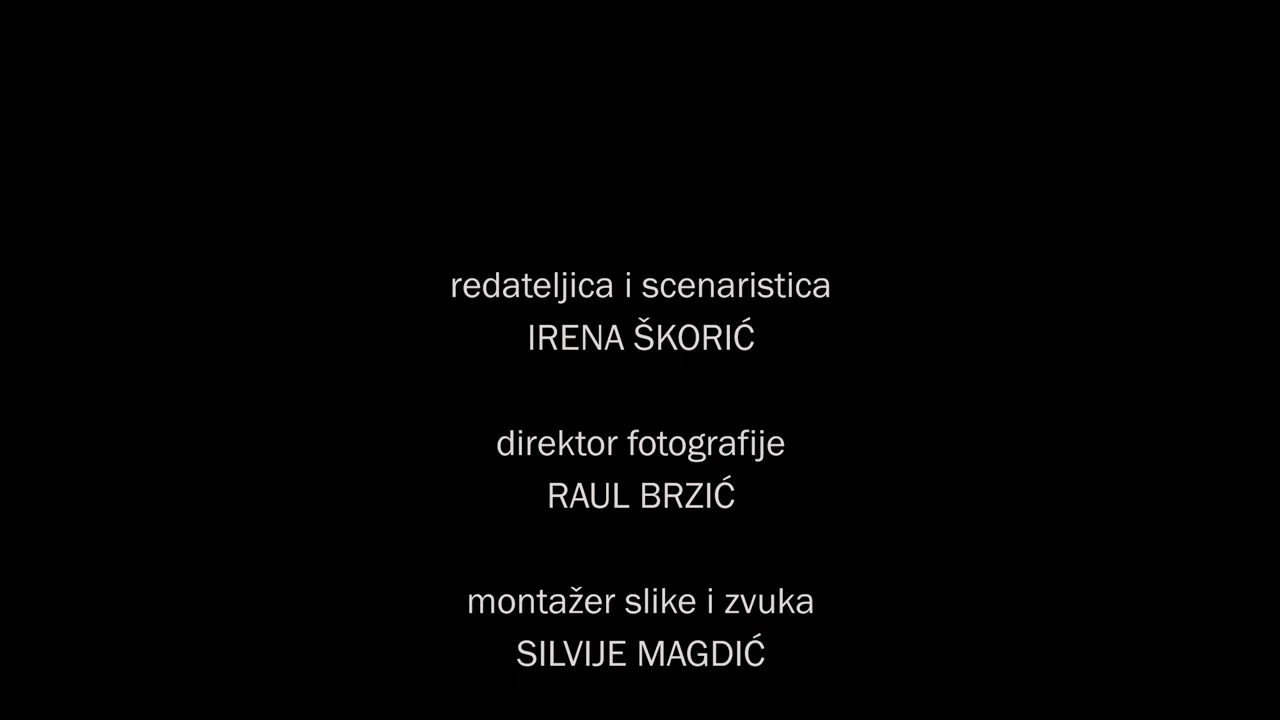 redateljica i scenaristica
IRENA ŠKORIĆ
direktor fotografije
RAUL BRZIĆ
montažer slike i zvuka
SILVIJE MAGDIĆ